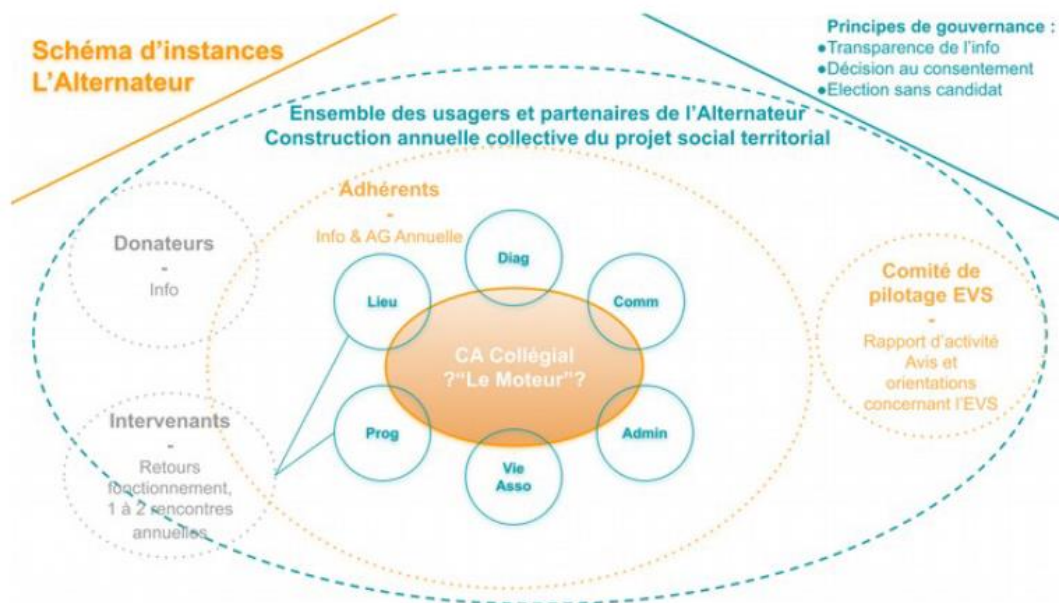 Schéma d'instances
L'Alternateur
Principes de gouvernance :
●Transparence de l'info
●Décision au consentement
●Election sans candidat
Ensemble des usagers et partenaires de l'Alternateur
Construction annuelle collective du projet social territorial
Adhérents
-
Info & AG Annuelle
Donateurs
-
Info
Diag
Lieu
Comm
CA Collégial
?"Le Moteur"?
Prog
Admin
Vie
Asso
Comité de
pilotage EVS
-
Rapport d'activité
Avis et
orientations
concernant l'EVS
Intervenants
-
Retours
fonctionnement,
1 à 2 rencontres
annuelles